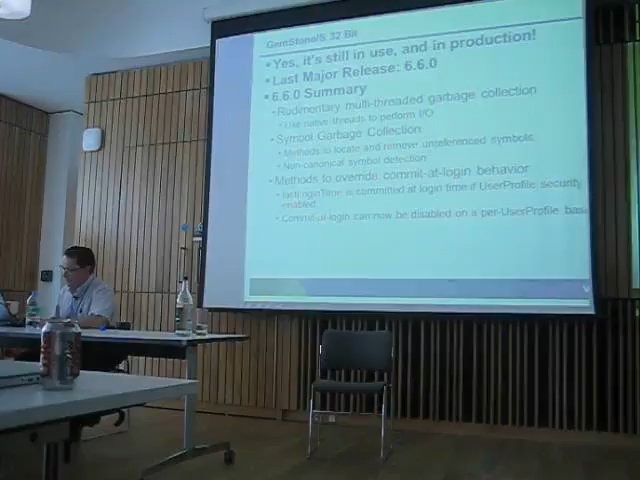 GemStone/S 32 Bit
Yes, it's still in use, and in production!
Last Major Release: 6.6.0
6.6.0 Summary
Rudimentary multi-threaded garbage collection
Use native threads to perform I/O
Symbol Garbage Collection
Methods to locate and remove unreferenced symbols.
Non-canonical symbol detection
Methods to override commit-at-login behavior
lastLoginTime is committed at login time if UserProfile security
enabled
Commit-at-login can now be disabled on a per-UserProfile basis